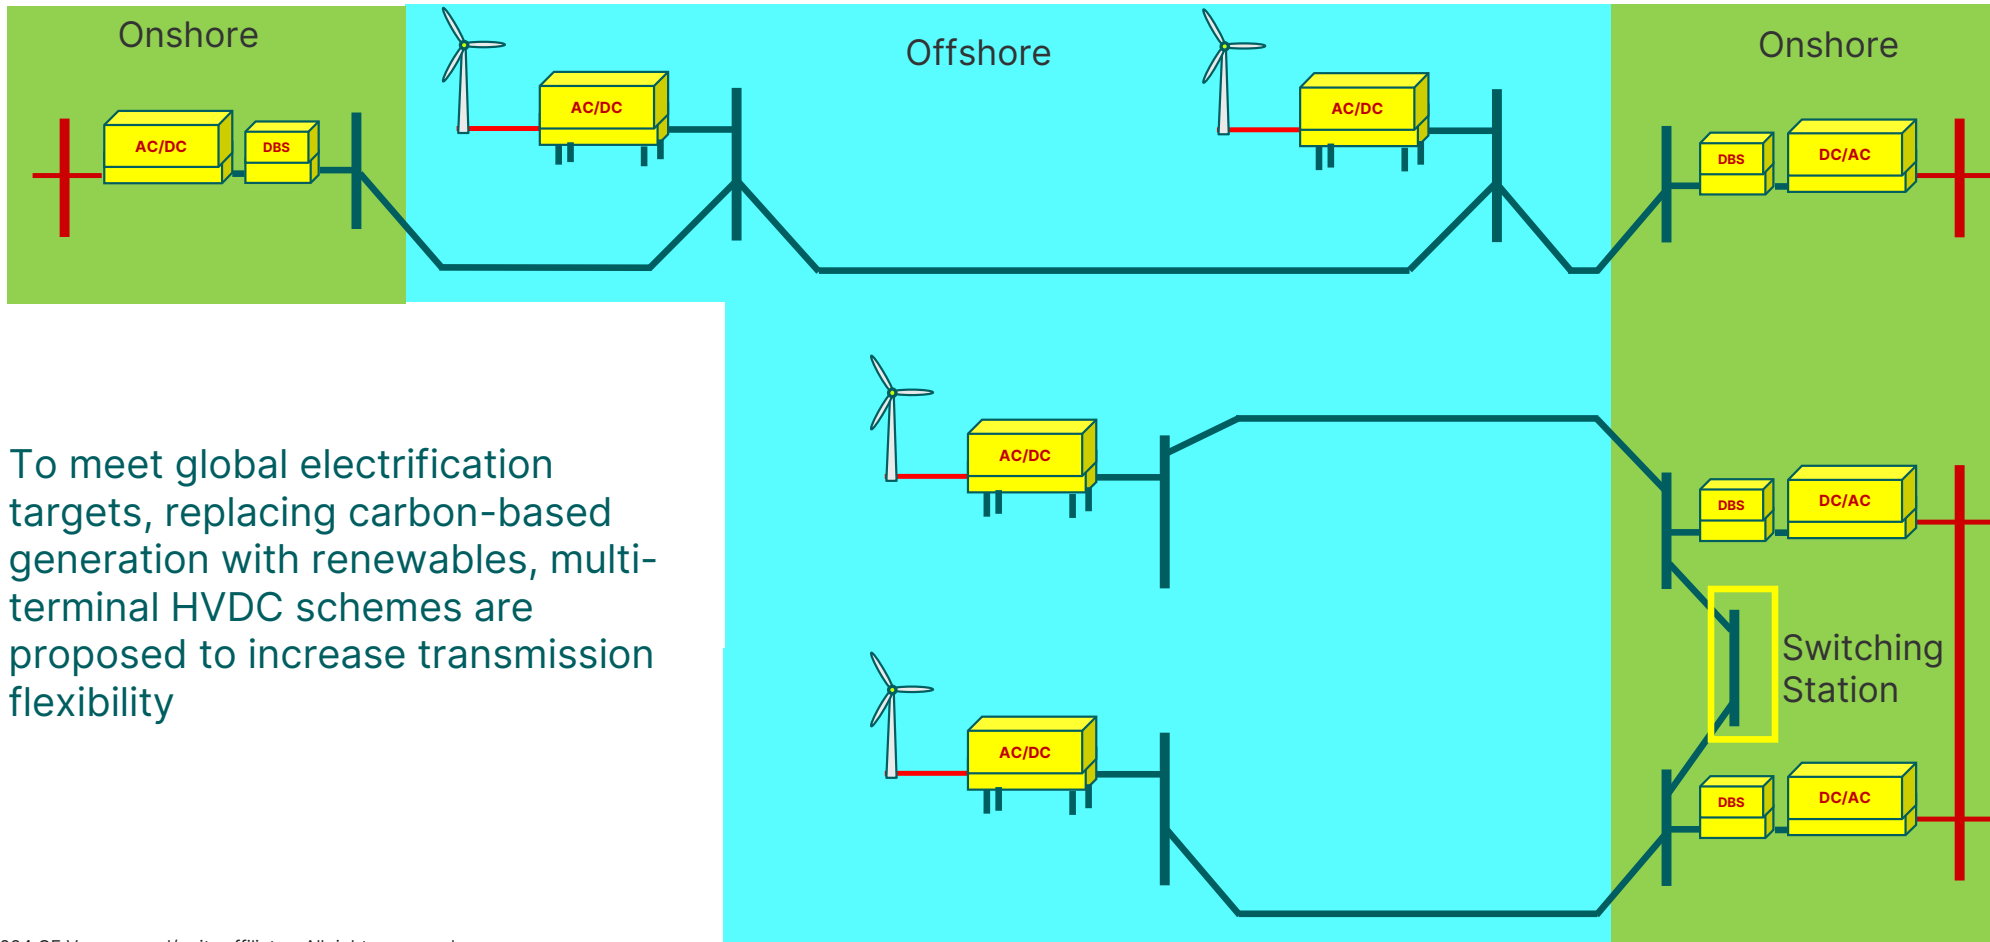 Onshore
Offshore
Onshore
AC/DC
DBS
AC/DC
AC/DC
DBS
DC/AC
To meet global electrification
targets, replacing carbon-based
generation with renewables, multi-
terminal HVDC schemes are
proposed to increase transmission
flexibility
AC/DC
DBS
DC/AC
Switching
Station
AC/DC
DBS
DC/AC